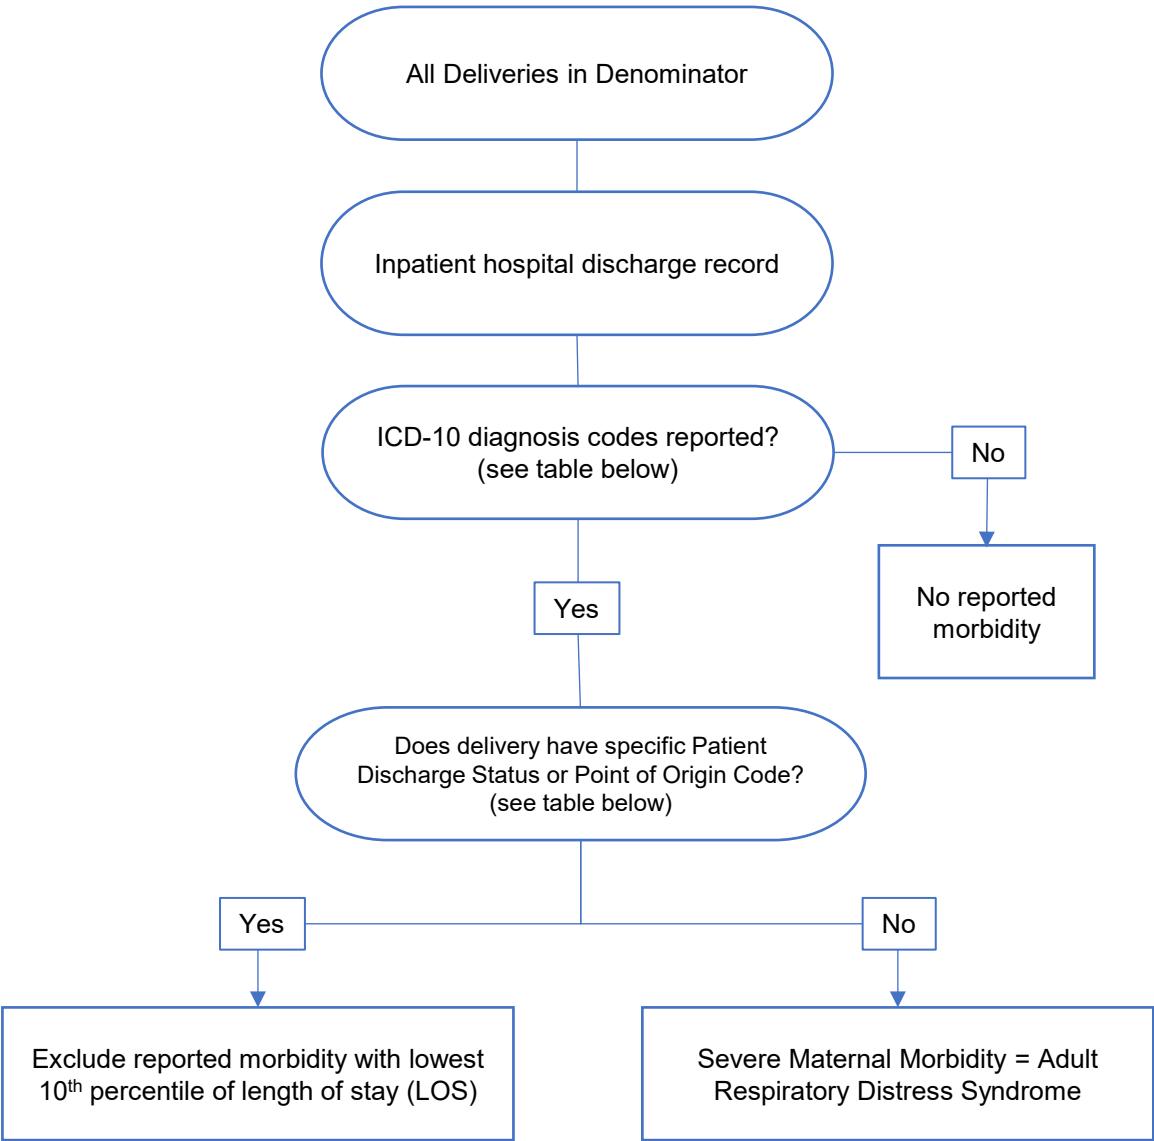 All Deliveries in Denominator
Inpatient hospital discharge record
ICD-10 diagnosis codes reported?
(see table below)
No
No reported
morbidity
Yes
Does delivery have specific Patient
Discharge Status or Point of Origin Code?
(see table below)
Yes
No
Exclude reported morbidity with lowest
10th percentile of length of stay (LOS)
Severe Maternal Morbidity = Adult
Respiratory Distress Syndrome